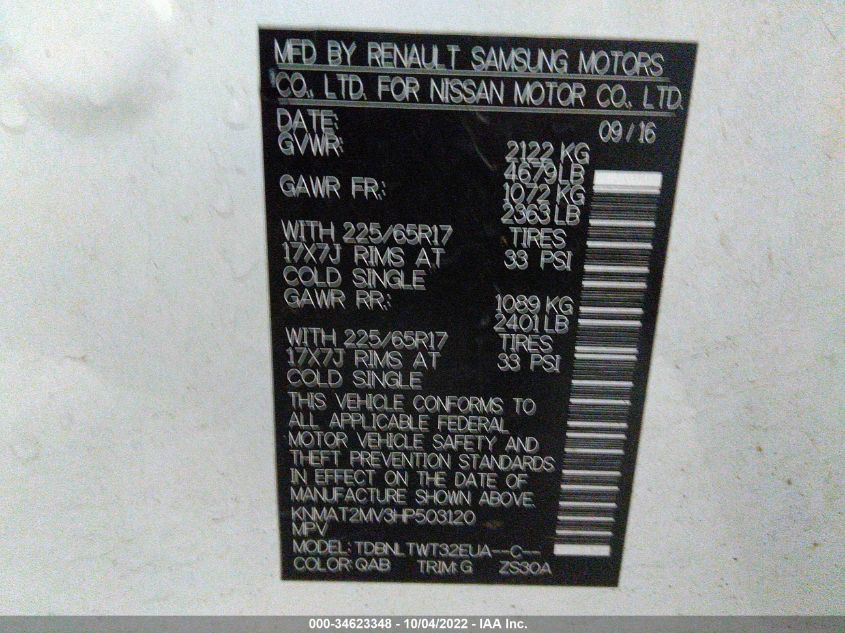 MFD BY RENAULT SAMSUNG MOTORS
CO., LTD. FOR NISSAN MOTOR CO., LTD.
DATE: 09/16
GVWR: 2122 KG
4679 LB
GAWR FR.: 1072 KG
2363 LB
WITH 225/65R17 TIRES
17X7J RIMS AT 33 PSI
COLD SINGLE
GAWR RR.: 1089 KG
2401 LB
WITH 225/65R17 TIRES
17X7J RIMS AT 33 PSI
COLD SINGLE
THIS VEHICLE CONFORMS TO
ALL APPLICABLE FEDERAL
MOTOR VEHICLE SAFETY AND
THEFT PREVENTION STANDARDS
IN EFFECT ON THE DATE OF
MANUFACTURE SHOWN ABOVE.
KNMAT2MV3HP503120
MPV
MODEL: TDBNLTWT32EUA--C--
COLOR: QAB TRIM: G ZS30A
000-34623348 - 10/04/2022 - IAA Inc.